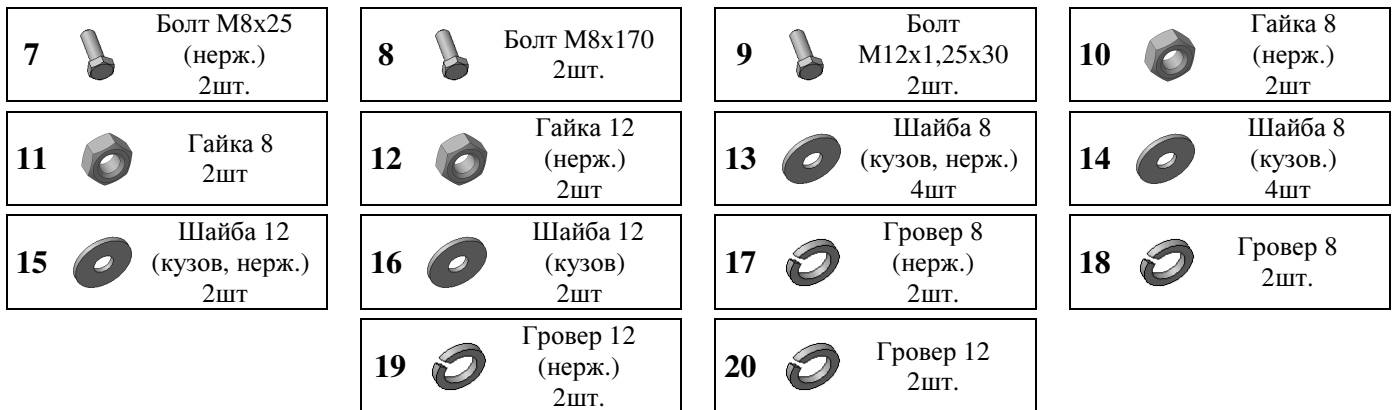 7
Болт М8х25
(нерж.)
2шт.
8
Болт М8х170
2шт.
9
Болт
М12х1,25х30
2шт.
10
Гайка 8
(нерж.)
2шт
11
Гайка 8
2шт
12
Гайка 12
(нерж.)
2шт
13
Шайба 8
(кузов, нерж.)
4шт
14
Шайба 8
(кузов.)
4шт
15
Шайба 12
(кузов, нерж.)
2шт
16
Шайба 12
(кузов)
2шт
17
Гровер 8
(нерж.)
2шт.
18
Гровер 8
2шт.
19
Гровер 12
(нерж.)
2шт.
20
Гровер 12
2шт.